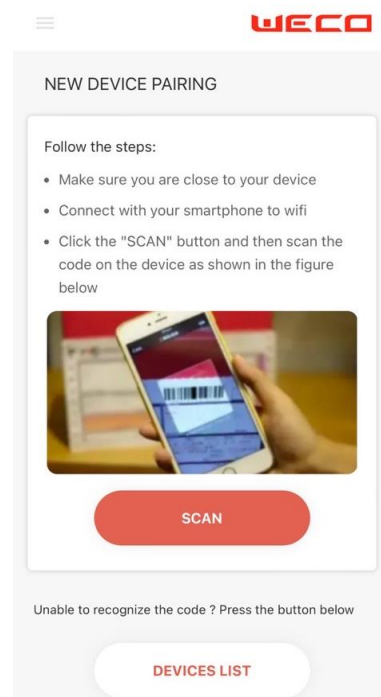 WECO
NEW DEVICE PAIRING
Follow the steps:
• Make sure you are close to your device
• Connect with your smartphone to wifi
• Click the "SCAN" button and then scan the
code on the device as shown in the figure
below
SCAN
Unable to recognize the code ? Press the button below
DEVICES LIST